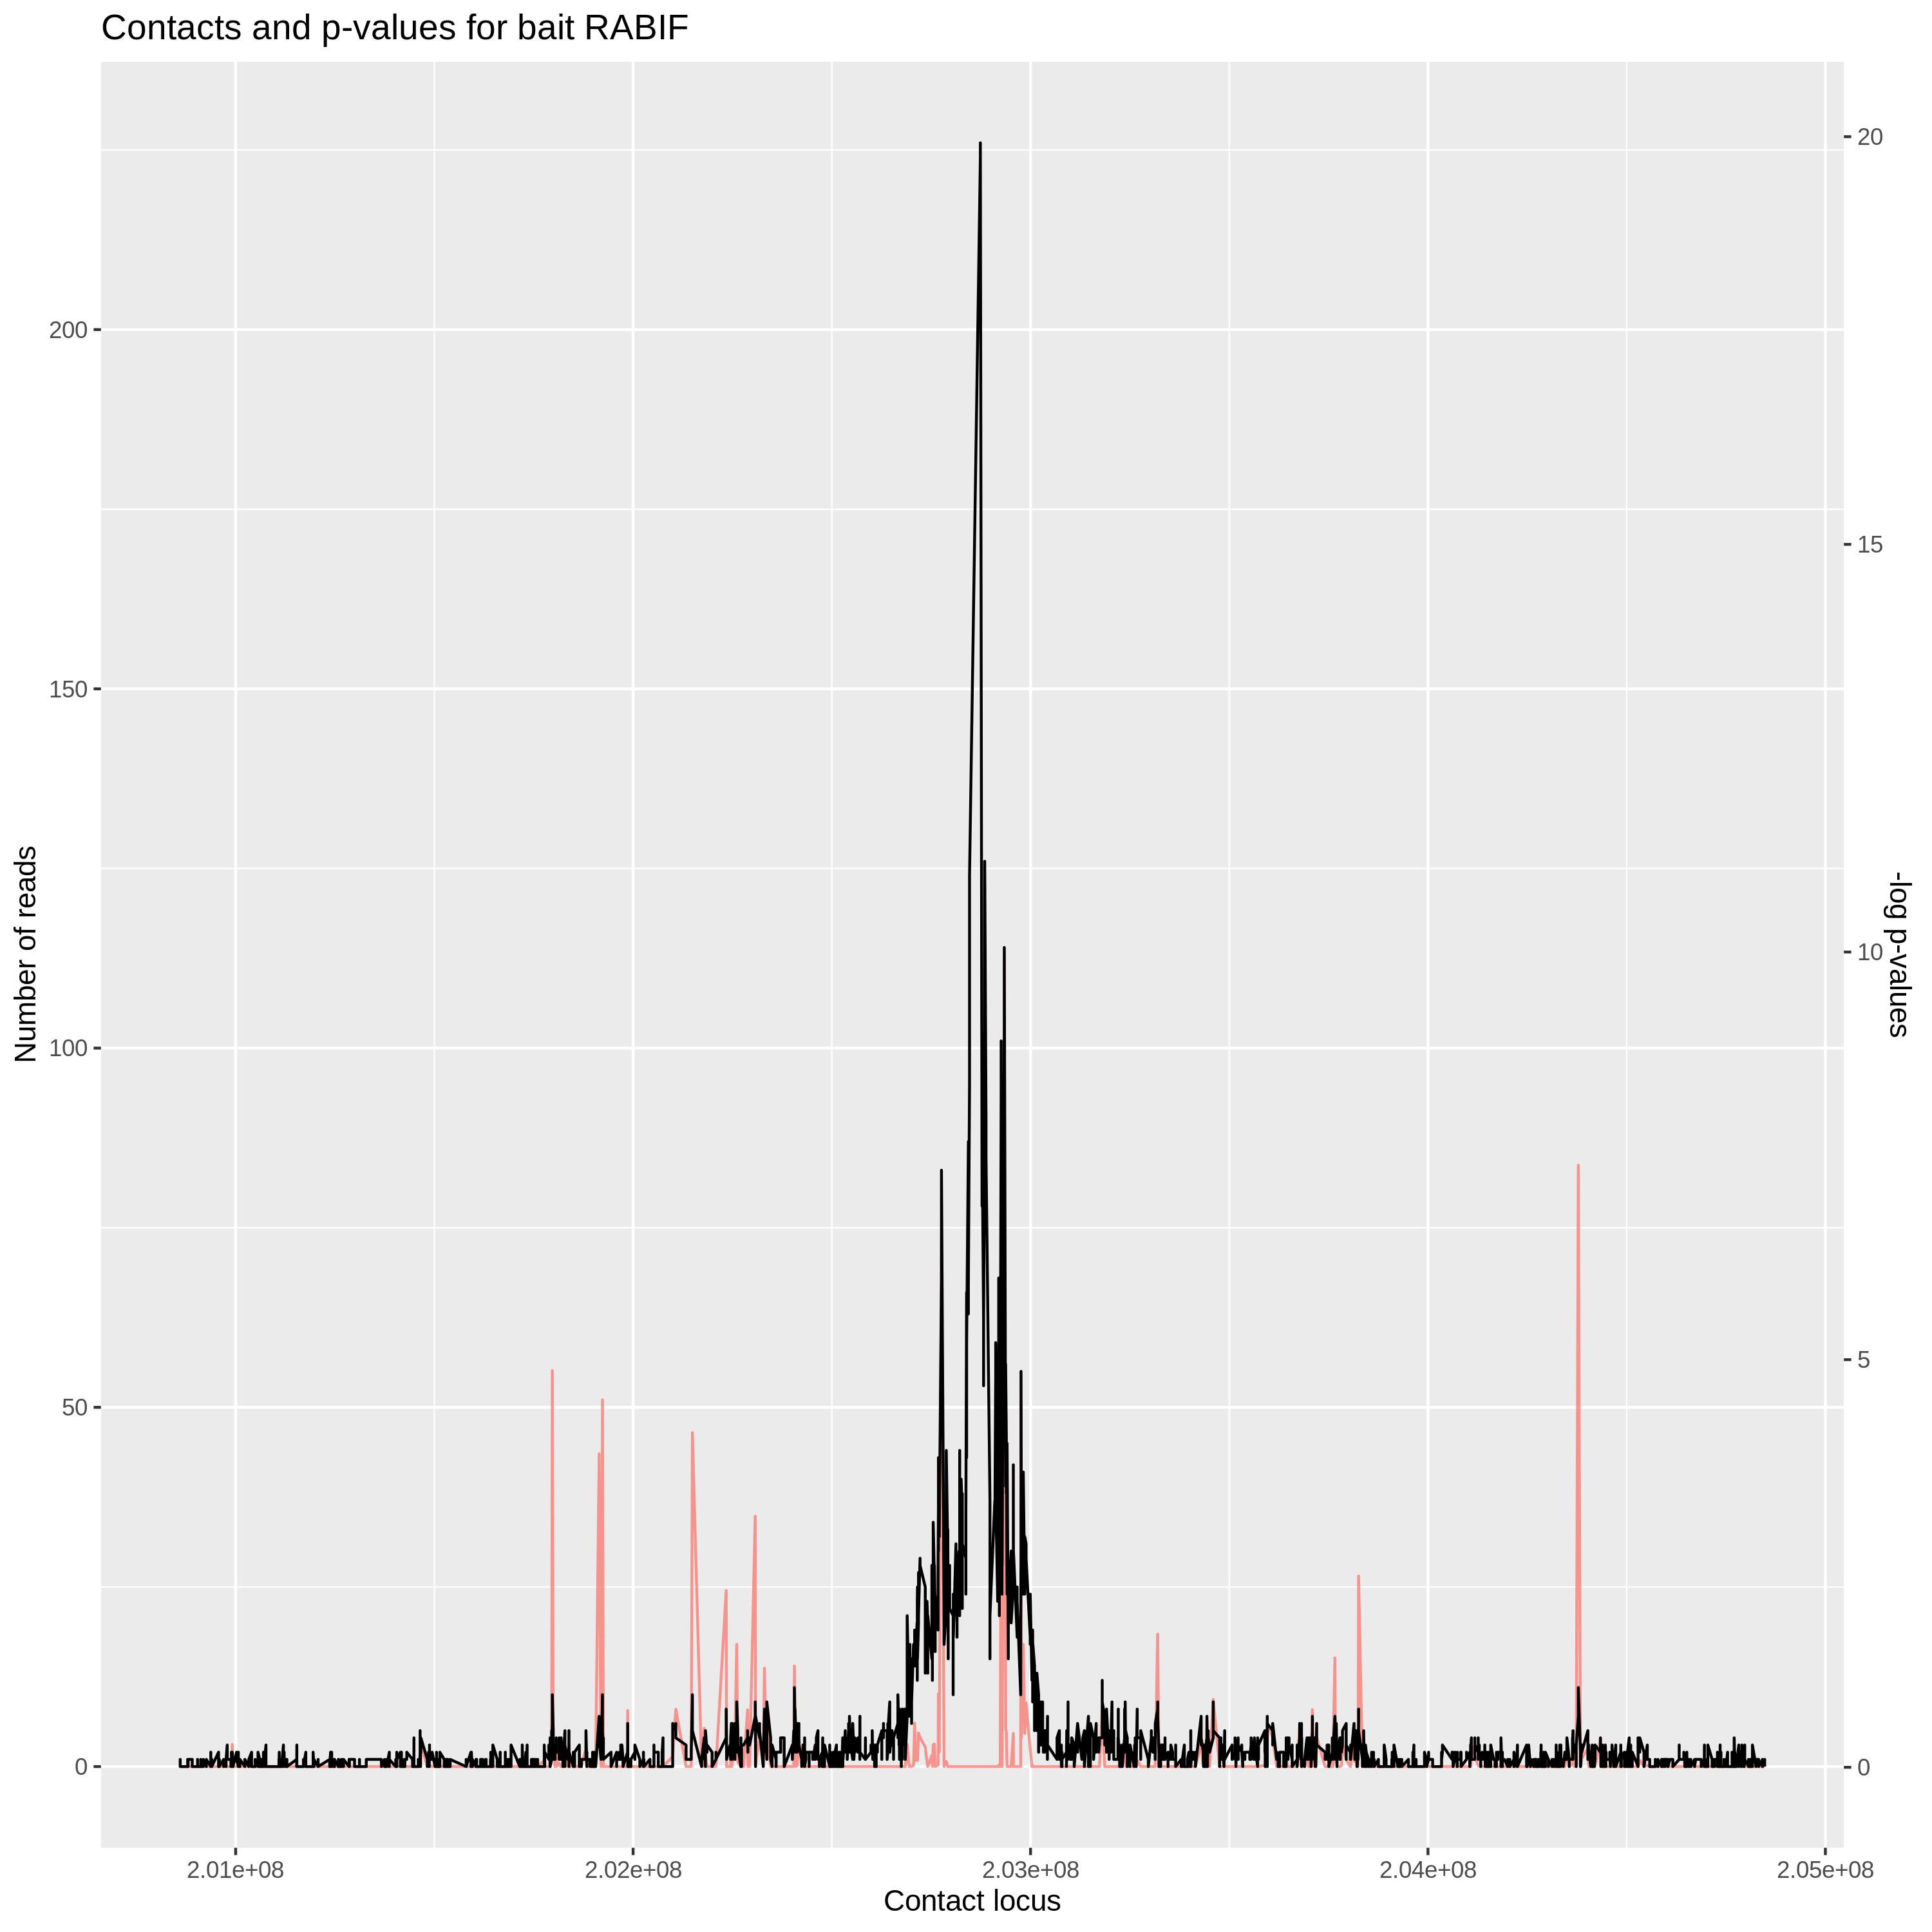 Contacts and p-values for bait RABIF
Number of reads
200
150
100
50
0
20
15
10
5
0
-log p-values
2.01e+08
2.02e+08
2.03e+08
2.04e+08
2.05e+08
Contact locus